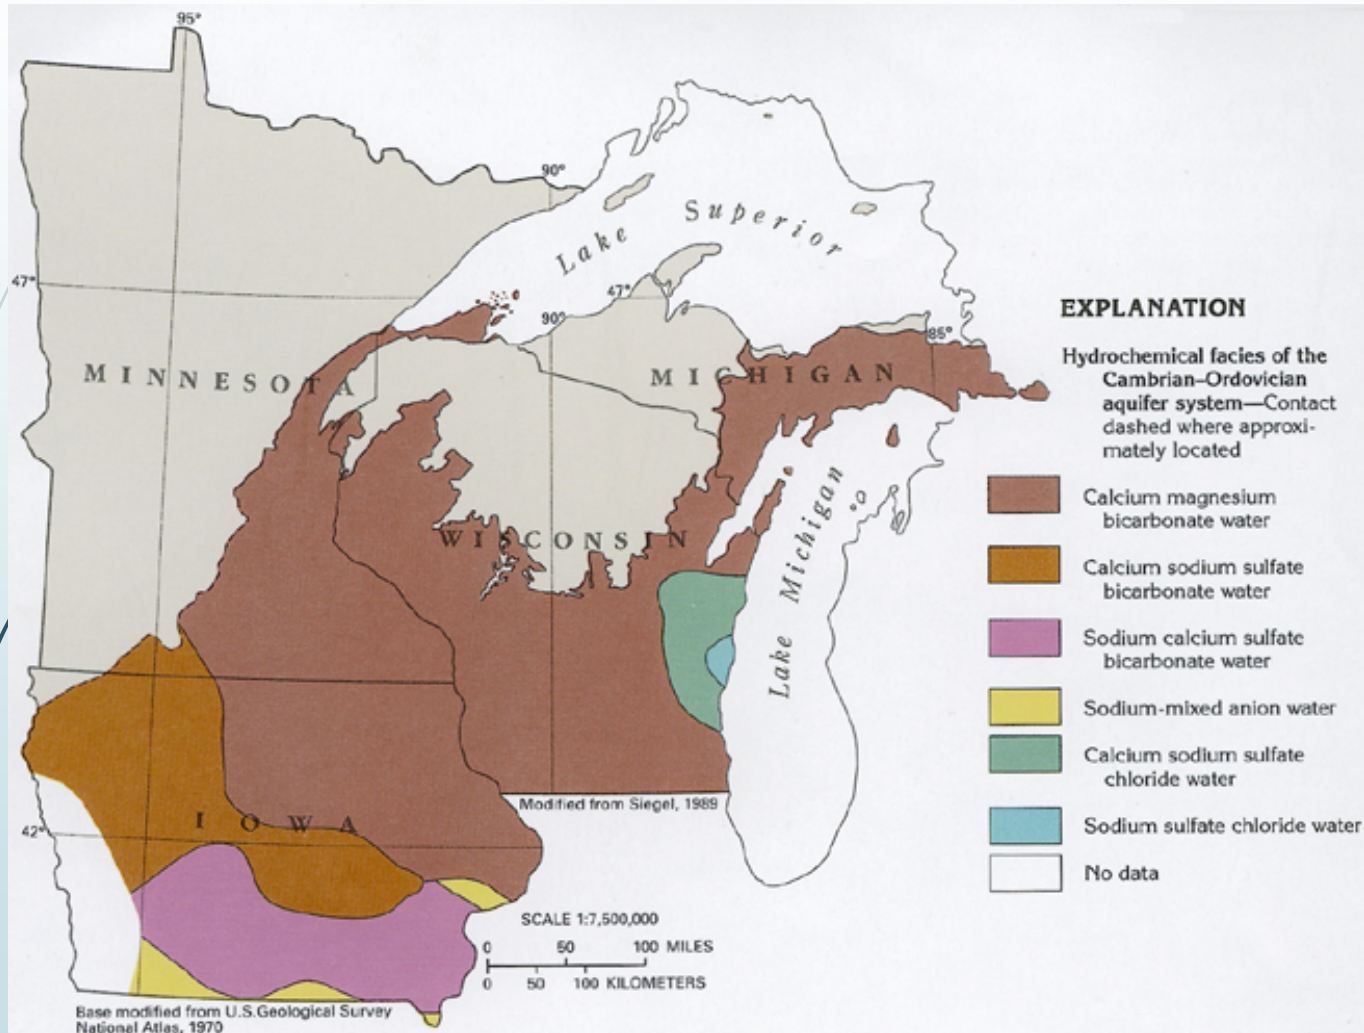 95°
90°
Lake Superior
47°
47°
90°
85°
MINNESOTA
MICHIGAN
WISCONSIN
Lake Michigan
IOWA
42°
Modified from Siegel, 1989
SCALE 1:7,500,000
0 50 100 MILES
0 50 100 KILOMETERS
Base modified from U.S.Geological Survey
National Atlas, 1970
EXPLANATION
Hydrochemical facies of the
Cambrian–Ordovician
aquifer system—Contact
dashed where approxi-
mately located
Calcium magnesium
bicarbonate water
Calcium sodium sulfate
bicarbonate water
Sodium calcium sulfate
bicarbonate water
Sodium-mixed anion water
Calcium sodium sulfate
chloride water
Sodium sulfate chloride water
No data